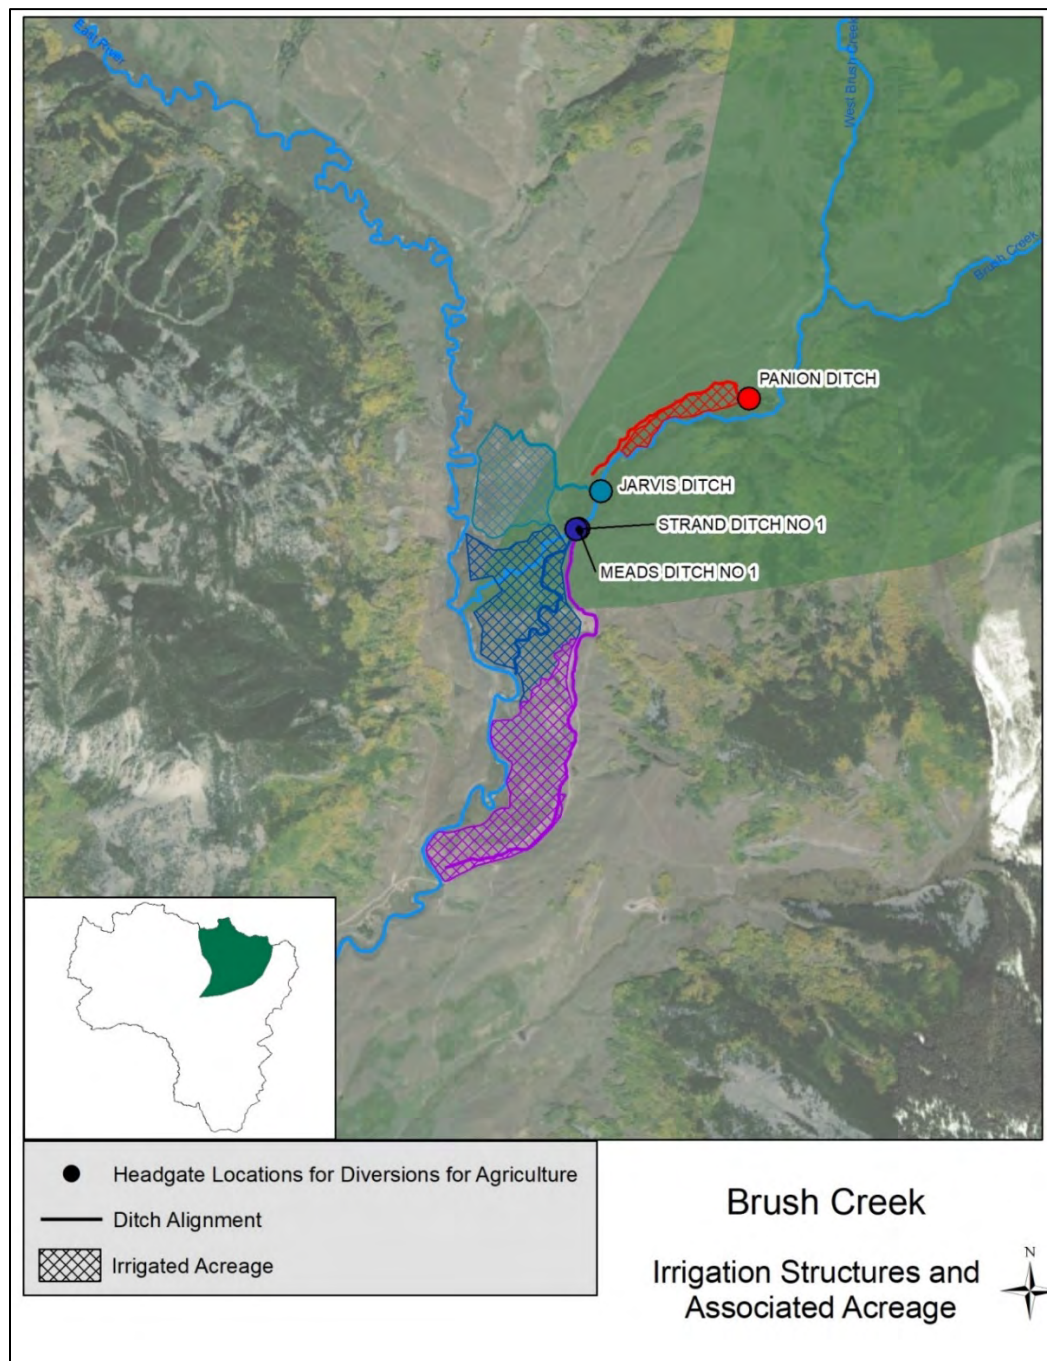 East River
West Brush Creek
Brush Creek
PANION DITCH
JARVIS DITCH
STRAND DITCH NO 1
MEADS DITCH NO 1
Headgate Locations for Diversions for Agriculture
Ditch Alignment
Irrigated Acreage
Brush Creek
Irrigation Structures and
Associated Acreage
N